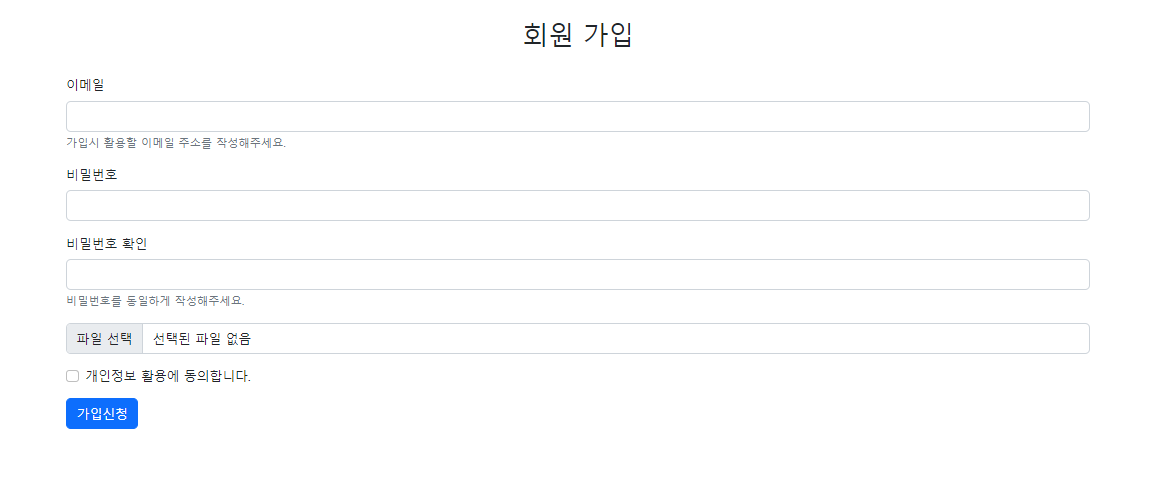 회원 가입
이메일
가입시 활용할 이메일 주소를 작성해주세요.
비밀번호
비밀번호 확인
비밀번호를 동일하게 작성해주세요.
파일 선택 선택된 파일 없음
개인정보 활용에 동의합니다.
가입신청